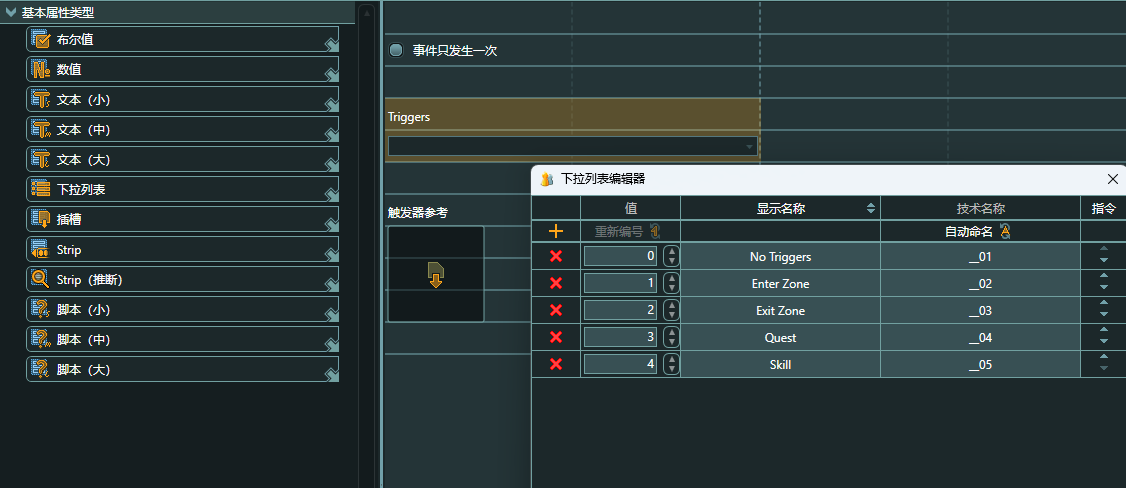 基本属性类型
布尔值
数值
文本（小）
文本（中）
文本（大）
下拉列表
插槽
Strip
Strip（推断）
脚本（小）
脚本（中）
脚本（大）
事件只发生一次
Triggers
触发器参考
下拉列表编辑器
值 显示名称 技术名称 指令
重新编号 自动命名
0 No Triggers __01
1 Enter Zone __02
2 Exit Zone __03
3 Quest __04
4 Skill __05